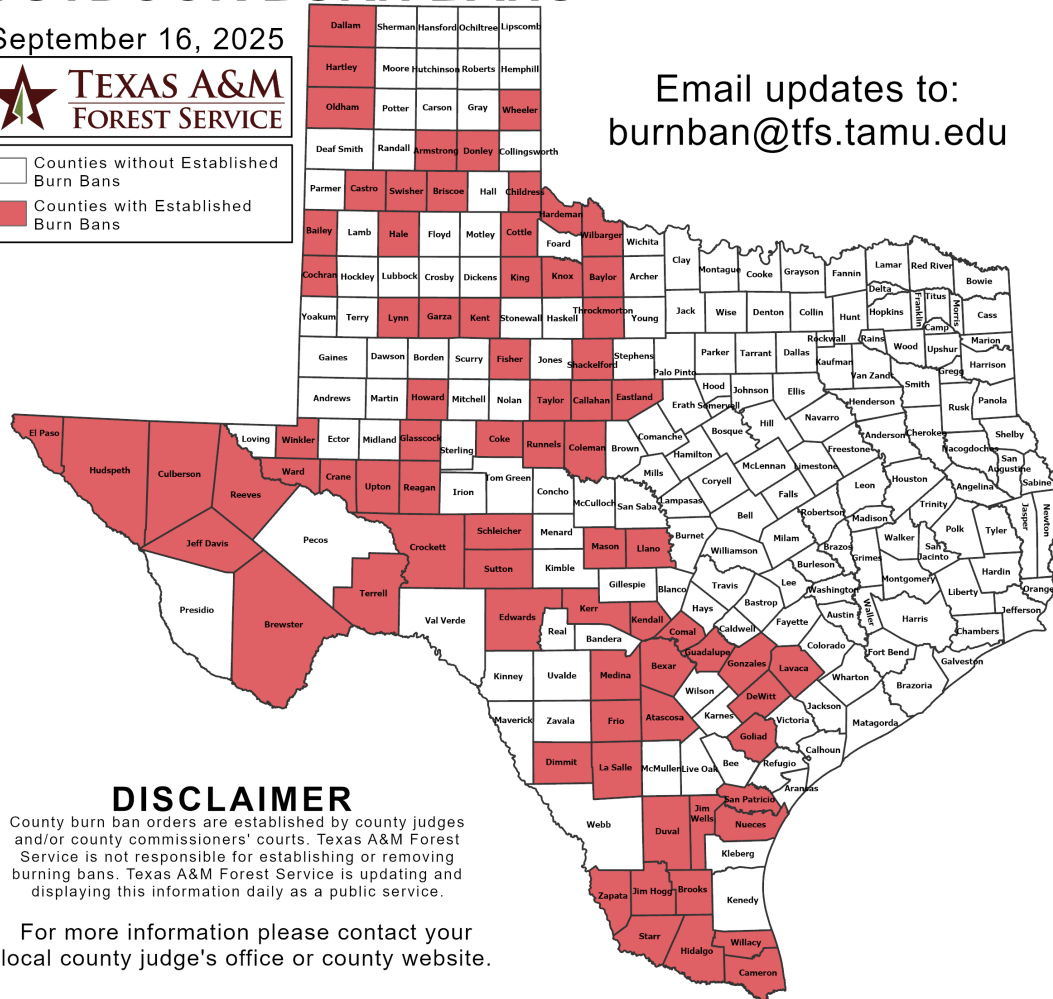 September 16, 2025
TEXAS A&M
FOREST SERVICE
Counties without Established
Burn Bans
Counties with Established
Burn Bans
Email updates to:
burnban@tfs.tamu.edu
Dallam Sherman Hansford Ochiltree Lipscomb
Hartley Moore Hutchinson Roberts Hemphill
Oldham Potter Carson Gray Wheeler
Deaf Smith Randall Armstrong Donley Collingsworth
Parmer Castro Swisher Briscoe Hall Childress
Hardeman
Bailey Lamb Hale Floyd Motley Cottle Foard Wilbarger Wichita
Clay Montague Cooke Grayson Fannin Lamar Red River Bowie
Cochran Hockley Lubbock Crosby Dickens King Knox Baylor Archer
Delta Franklin Titus Morris Cass
Yoakum Terry Lynn Garza Kent Stonewall Haskell Throckmorton Young Jack Wise Denton Collin Hunt Hopkins Camp
Rockwall Rains Wood Upshur Marion
Gaines Dawson Borden Scurry Fisher Jones Shackelford Stephens Palo Pinto Parker Tarrant Dallas Kaufman Van Zandt Smith Gregg Harrison
Andrews Martin Howard Mitchell Nolan Taylor Callahan Eastland Erath Hood Somervell Johnson Ellis Henderson Rusk Panola
El Paso Hudspeth Culberson Reeves Loving Winkler Ector Midland Glasscock Sterling Coke Runnels Coleman Brown Comanche Bosque Hill Navarro Anderson Cherokee Nacogdoches Shelby
Ward Crane Upton Reagan Irion Tom Green Concho McCulloch San Saba Mills Hamilton Coryell McLennan Limestone Freestone Leon Houston Angelina San Augustine Sabine
Jeff Davis Pecos Crockett Schleicher Menard Lampasas Burnet Bell Falls Robertson Madison Trinity Polk Tyler Jasper Newton
Presidio Brewster Terrell Sutton Kimble Mason Llano Williamson Milam Brazos Grimes Walker San Jacinto Hardin Orange
Val Verde Edwards Kerr Gillespie Blanco Travis Lee Burleson Washington Montgomery Liberty Jefferson
Real Bandera Kendall Comal Hays Bastrop Caldwell Fayette Austin Waller Harris Chambers
Kinney Uvalde Medina Bexar Guadalupe Gonzales Lavaca Colorado Fort Bend Galveston
Maverick Zavala Frio Atascosa Wilson Karnes DeWitt Victoria Jackson Wharton Matagorda Brazoria
Dimmit La Salle McMullen Live Oak Bee Goliad Refugio Calhoun Aransas
Webb Duval Jim Wells San Patricio Nueces
Kleberg
Zapata Jim Hogg Brooks Kenedy
Starr Hidalgo Willacy
Cameron
DISCLAIMER
County burn ban orders are established by county judges
and/or county commissioners' courts. Texas A&M Forest
Service is not responsible for establishing or removing
burning bans. Texas A&M Forest Service is updating and
displaying this information daily as a public service.
For more information please contact your
local county judge's office or county website.